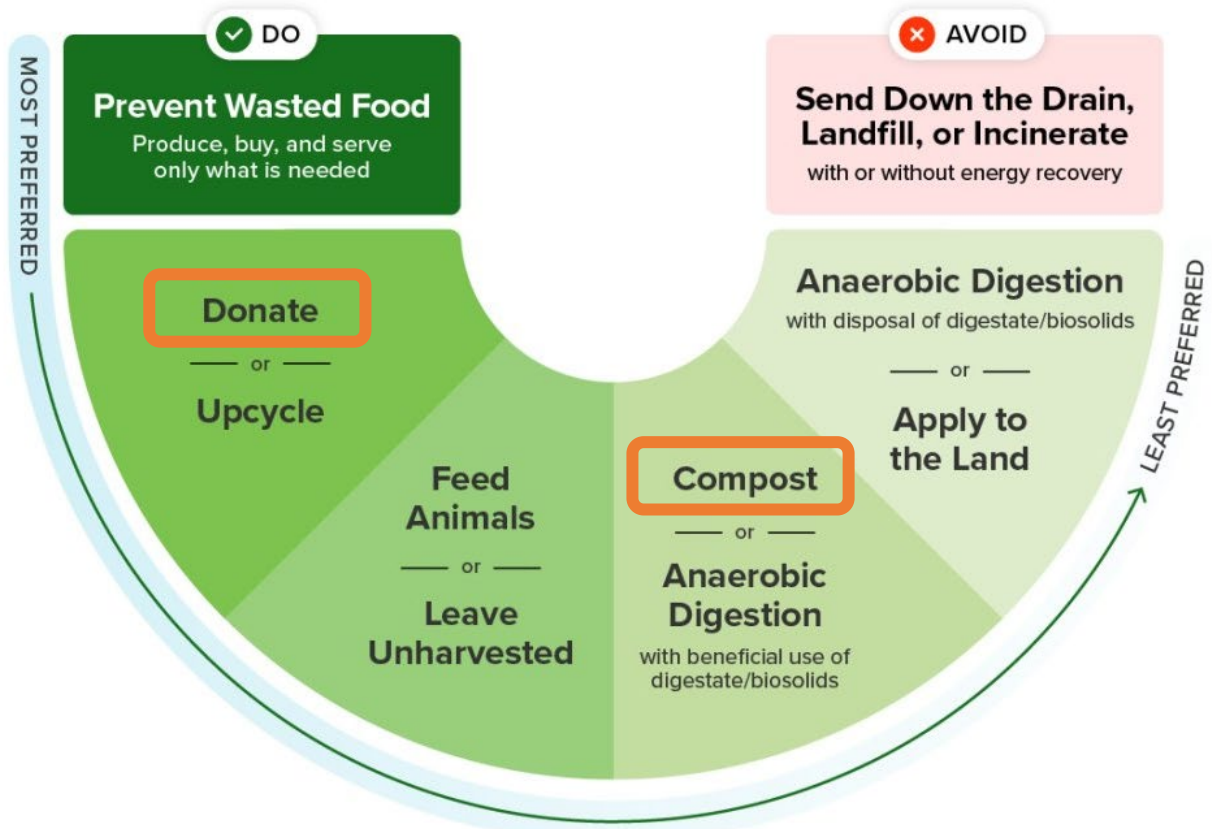 DO
AVOID
MOST PREFERRED
Prevent Wasted Food
Produce, buy, and serve
only what is needed
Send Down the Drain,
Landfill, or Incinerate
with or without energy recovery
Donate
or
Upcycle
Feed
Animals
or
Leave
Unharvested
Compost
or
Anaerobic
Digestion
with beneficial use of
digestate/biosolids
Anaerobic Digestion
with disposal of digestate/biosolids
or
Apply to
the Land
LEAST PREFERRED